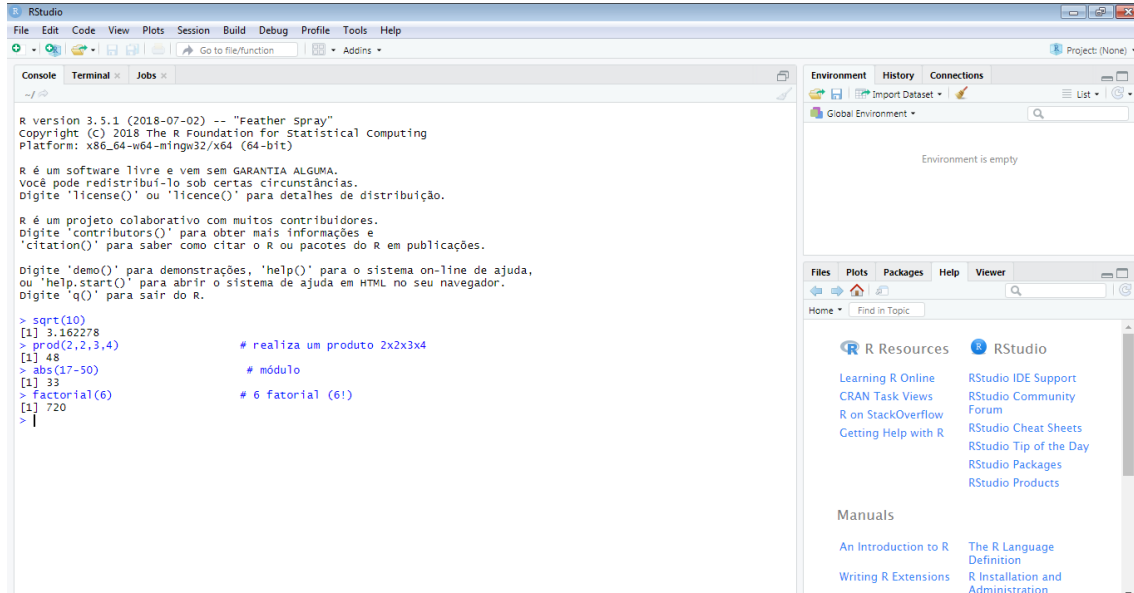 RStudio
File Edit Code View Plots Session Build Debug Profile Tools Help
Go to file/function Addins Project: (None)
Console Terminal Jobs
~/
R version 3.5.1 (2018-07-02) -- "Feather Spray"
Copyright (C) 2018 The R Foundation for Statistical Computing
Platform: x86_64-w64-mingw32/x64 (64-bit)
R é um software livre e vem sem GARANTIA ALGUMA.
Você pode redistribuí-lo sob certas circunstâncias.
Digite 'license()' ou 'licence()' para detalhes de distribuição.
R é um projeto colaborativo com muitos contribuidores.
Digite 'contributors()' para obter mais informações e
'citation()' para saber como citar o R ou pacotes do R em publicações.
Digite 'demo()' para demonstrações, 'help()' para o sistema on-line de ajuda,
ou 'help.start()' para abrir o sistema de ajuda em HTML no seu navegador.
Digite 'q()' para sair do R.
> sqrt(10)
[1] 3.162278
> prod(2,2,3,4) # realiza um produto 2x2x3x4
[1] 48
> abs(17-50) # módulo
[1] 33
> factorial(6) # 6 fatorial (6!)
[1] 720
>
Environment History Connections
Import Dataset List
Global Environment
Environment is empty
Files Plots Packages Help Viewer
Home Find in Topic
R Resources
Learning R Online
CRAN Task Views
R on StackOverflow
Getting Help with R
RStudio
RStudio IDE Support
RStudio Community
Forum
RStudio Cheat Sheets
RStudio Tip of the Day
RStudio Packages
RStudio Products
Manuals
An Introduction to R
Writing R Extensions
The R Language
Definition
R Installation and
Administration